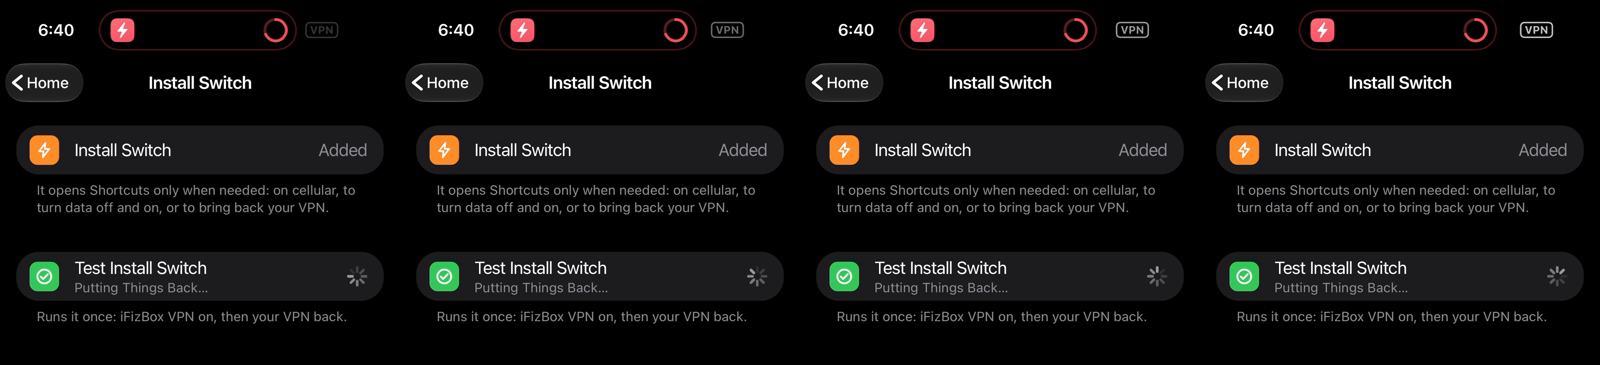 6:40
VPN
Home
Install Switch
Install Switch
Added
It opens Shortcuts only when needed: on cellular, to
turn data off and on, or to bring back your VPN.
Test Install Switch
Putting Things Back...
Runs it once: iFizBox VPN on, then your VPN back.
6:40
VPN
Home
Install Switch
Install Switch
Added
It opens Shortcuts only when needed: on cellular, to
turn data off and on, or to bring back your VPN.
Test Install Switch
Putting Things Back...
Runs it once: iFizBox VPN on, then your VPN back.
6:40
VPN
Home
Install Switch
Install Switch
Added
It opens Shortcuts only when needed: on cellular, to
turn data off and on, or to bring back your VPN.
Test Install Switch
Putting Things Back...
Runs it once: iFizBox VPN on, then your VPN back.
6:40
VPN
Home
Install Switch
Install Switch
Added
It opens Shortcuts only when needed: on cellular, to
turn data off and on, or to bring back your VPN.
Test Install Switch
Putting Things Back...
Runs it once: iFizBox VPN on, then your VPN back.